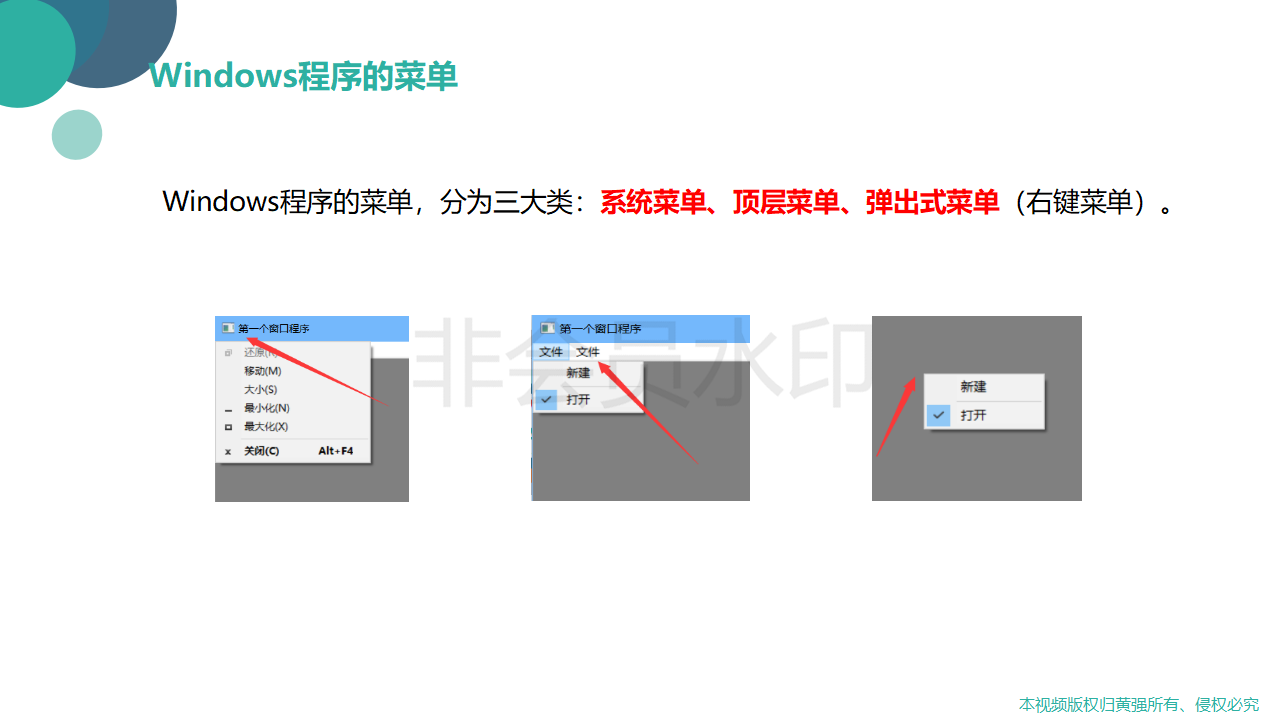 Windows程序的菜单
Windows程序的菜单，分为三大类：系统菜单、顶层菜单、弹出式菜单（右键菜单）。
非会员水印
第一个窗口程序
还原(R)
移动(M)
大小(S)
最小化(N)
最大化(X)
关闭(C) Alt+F4
第一个窗口程序
文件 文件
新建
打开
新建
打开
本视频版权归黄强所有、侵权必究